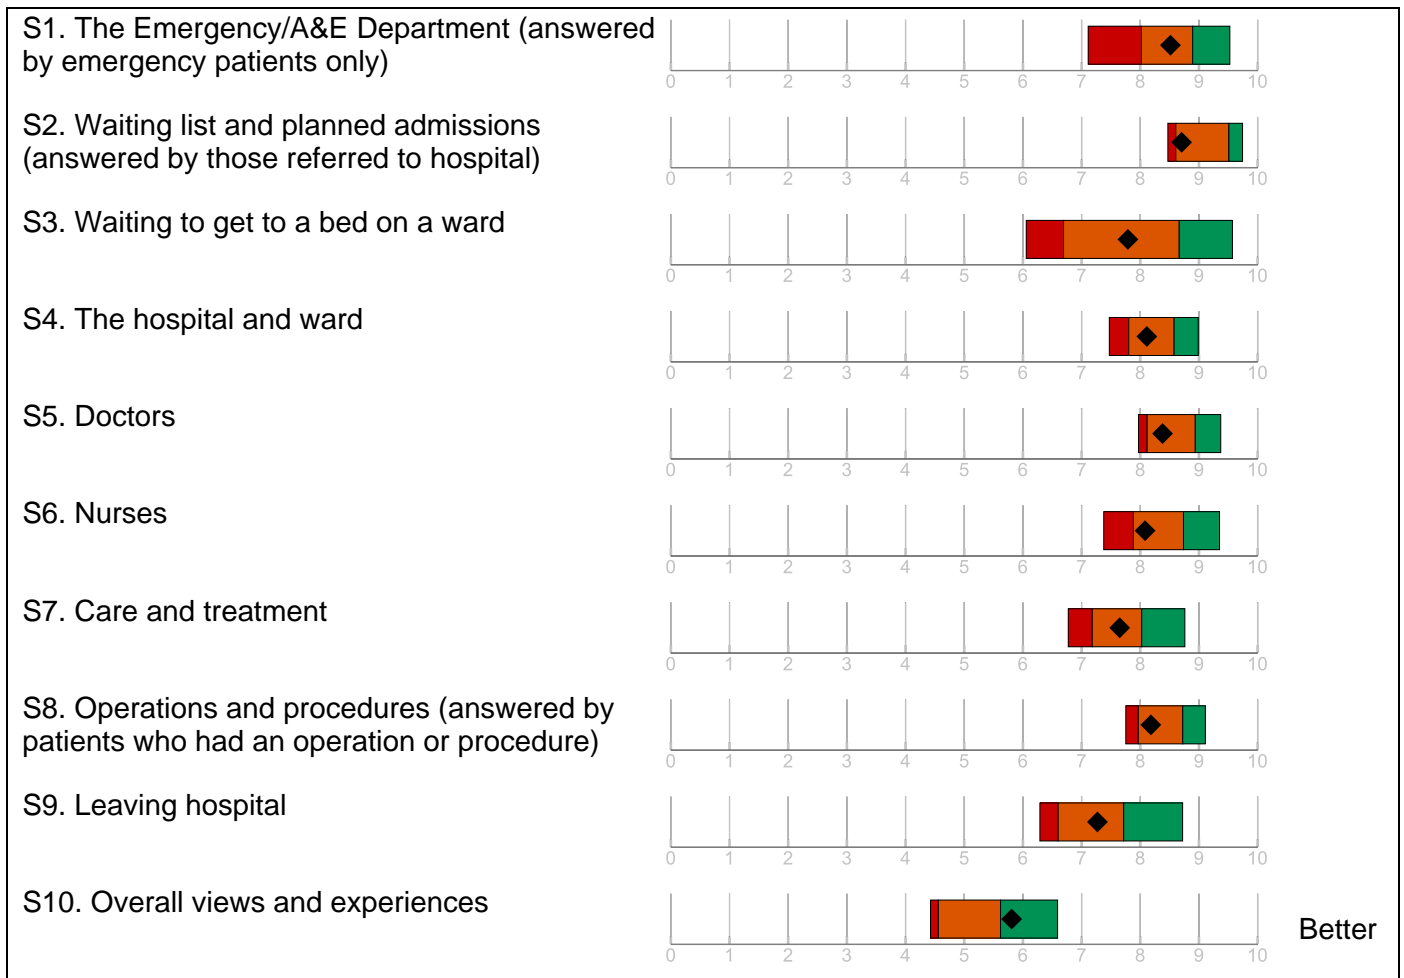 S1. The Emergency/A&E Department (answered
by emergency patients only)
0 1 2 3 4 5 6 7 8 9 10
S2. Waiting list and planned admissions
(answered by those referred to hospital)
0 1 2 3 4 5 6 7 8 9 10
S3. Waiting to get to a bed on a ward
0 1 2 3 4 5 6 7 8 9 10
S4. The hospital and ward
0 1 2 3 4 5 6 7 8 9 10
S5. Doctors
0 1 2 3 4 5 6 7 8 9 10
S6. Nurses
0 1 2 3 4 5 6 7 8 9 10
S7. Care and treatment
0 1 2 3 4 5 6 7 8 9 10
S8. Operations and procedures (answered by
patients who had an operation or procedure)
0 1 2 3 4 5 6 7 8 9 10
S9. Leaving hospital
0 1 2 3 4 5 6 7 8 9 10
S10. Overall views and experiences
Better
0 1 2 3 4 5 6 7 8 9 10